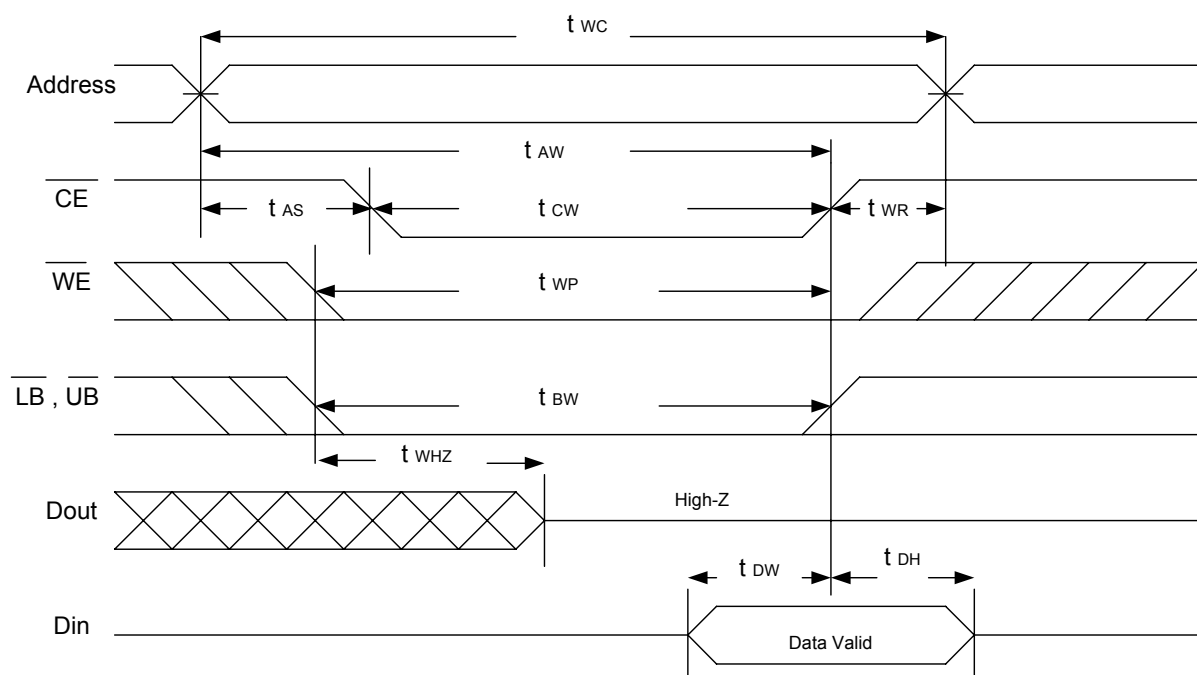 t WC
Address
t AW
CE
t AS
t CW
t WR
WE
t WP
LB , UB
t BW
t WHZ
Dout
High-Z
t DW
t DH
Din
Data Valid